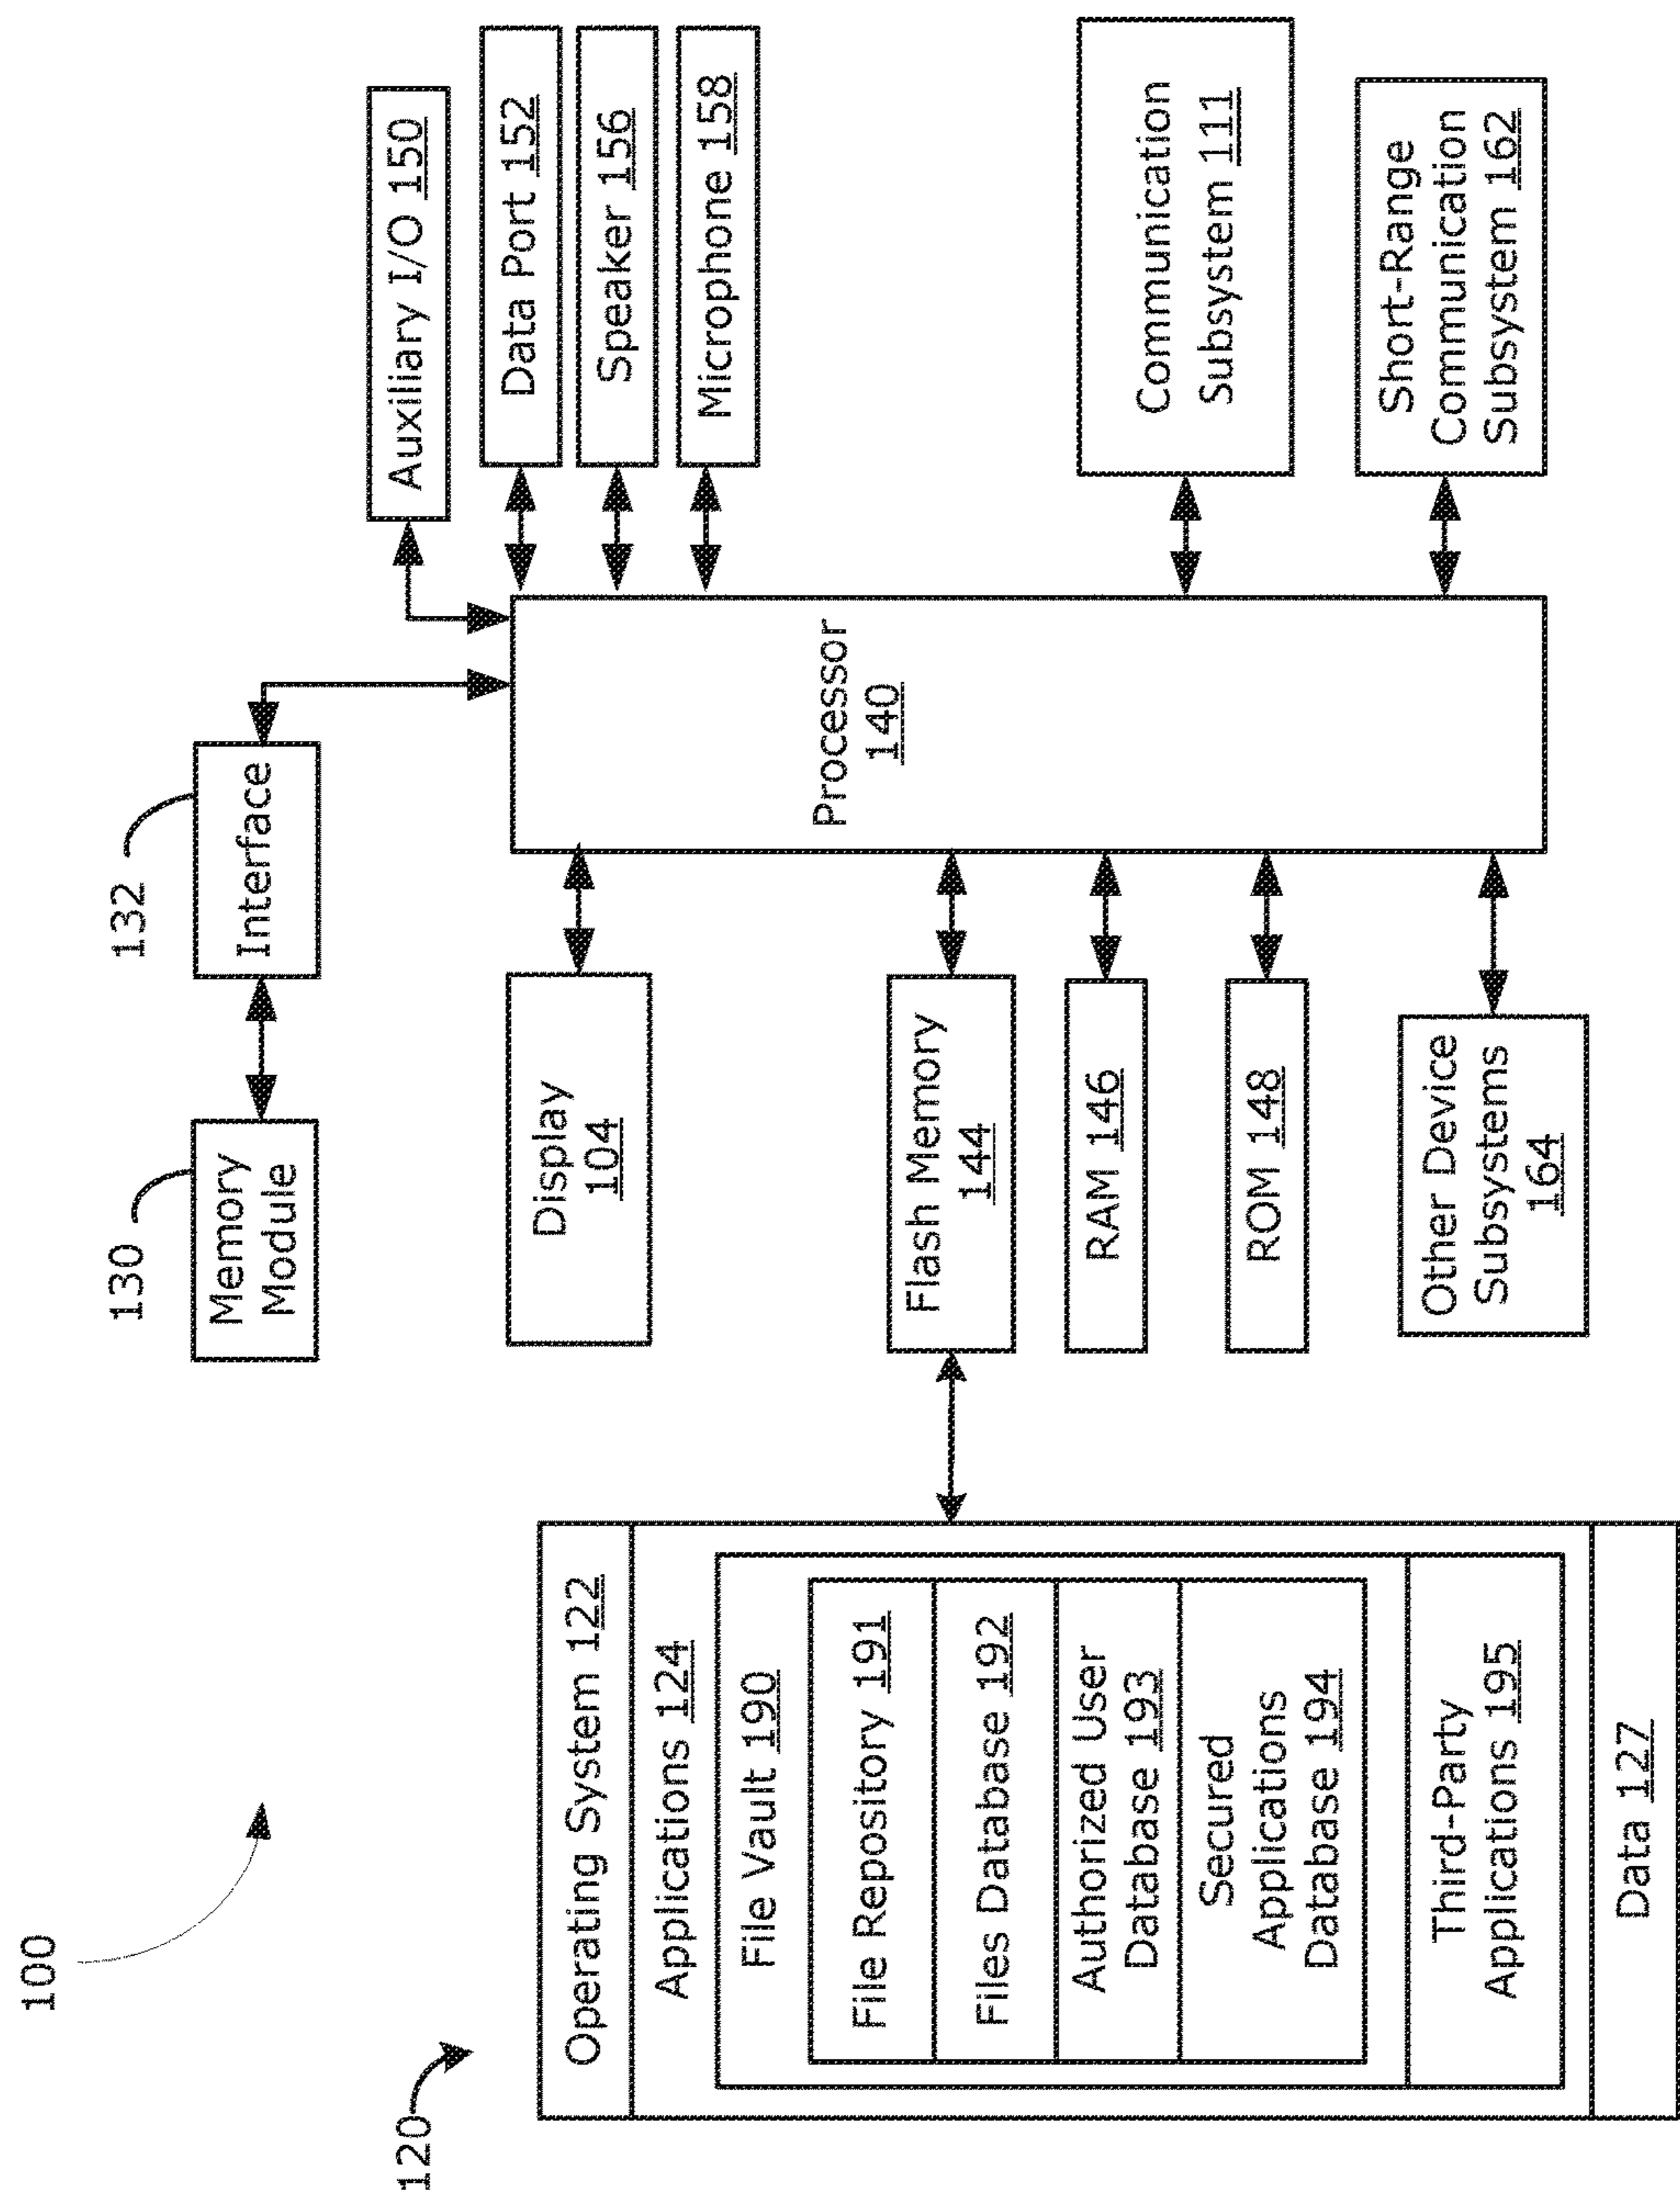 100
120
Operating System 122
Applications 124
File Vault 190
File Repository 191
Files Database 192
Authorized User
Database 193
Secured
Applications
Database 194
Third-Party
Applications 195
Data 127
130
Memory
Module
132
Interface
Display
104
Flash Memory
144
RAM 146
ROM 148
Other Device
Subsystems
164
Processor
140
Auxiliary I/O 150
Data Port 152
Speaker 156
Microphone 158
Communication
Subsystem 111
Short-Range
Communication
Subsystem 162